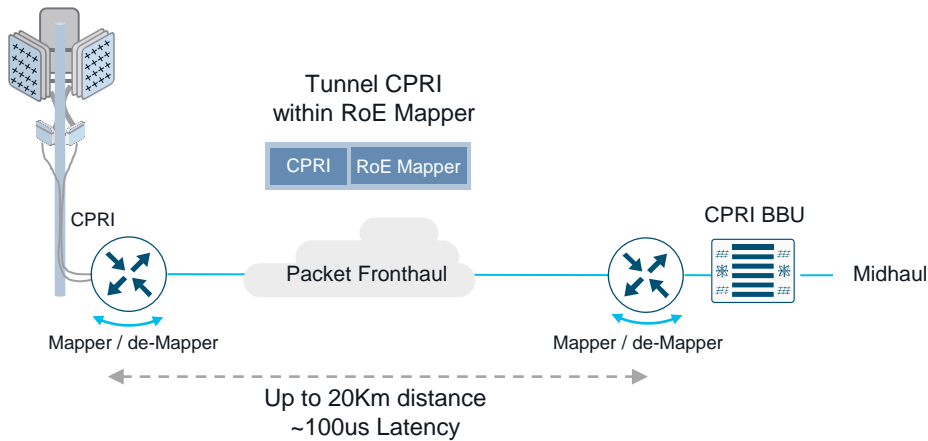 Tunnel CPRI
within RoE Mapper
CPRI
RoE Mapper
CPRI
CPRI BBU
Packet Fronthaul
Midhaul
Mapper / de-Mapper
Mapper / de-Mapper
Up to 20Km distance
~100us Latency